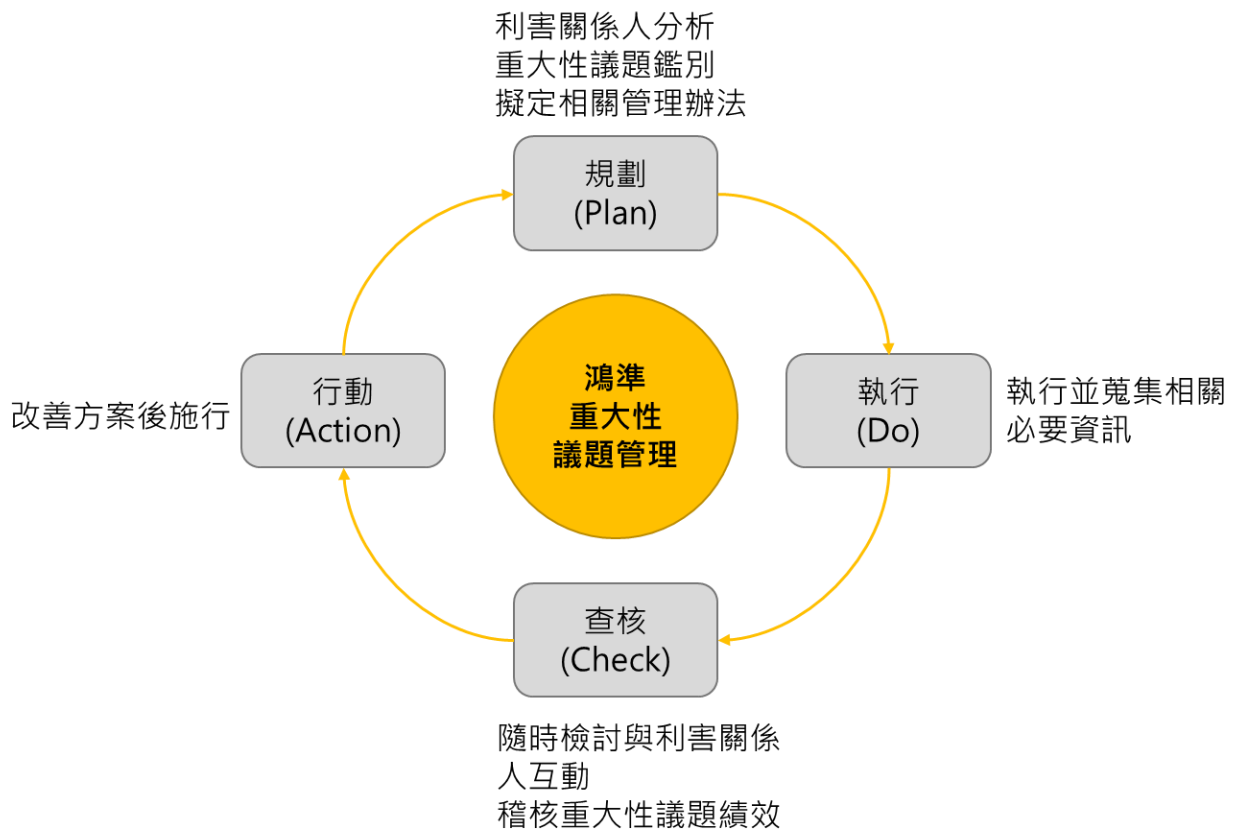 利害關係人分析
重大性議題鑑別
擬定相關管理辦法
規劃
(Plan)
執行
(Do)
執行並蒐集相關
必要資訊
鴻準
重大性
議題管理
行動
(Action)
改善方案後施行
查核
(Check)
隨時檢討與利害關係
人互動
稽核重大性議題績效